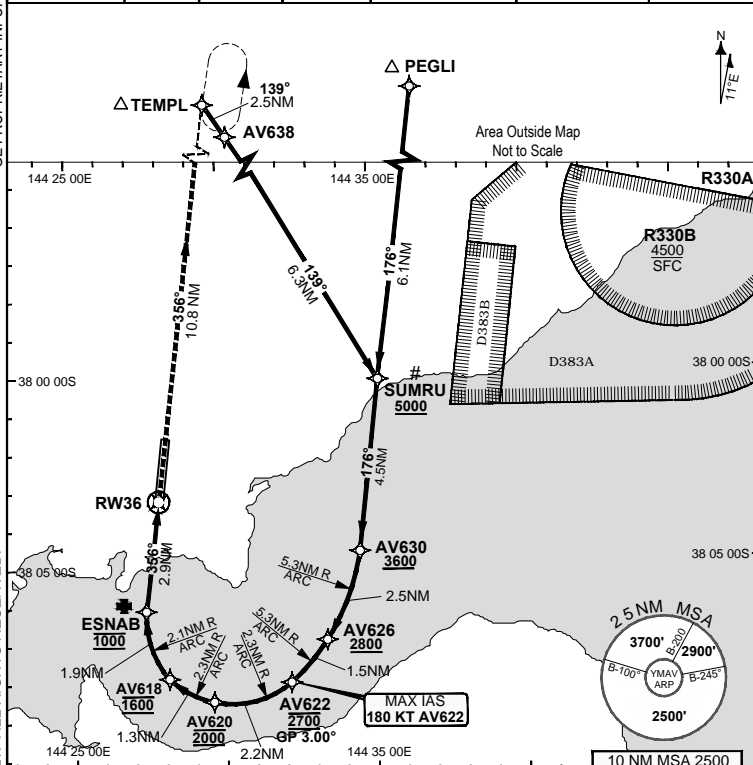 N
11°E
TEMPL
139°
2.5NM
PEGLI
AV638
Area Outside Map
Not to Scale
144 25 00E
144 35 00E
R330A
R330B
4500
SFC
139°
6.3NM
176°
6.1NM
D383B
D383A
356°
10.8 NM
38 00 00S
38 00 00S
SUMRU
5000
#
176°
4.5NM
RW36
AV630
3600
38 05 00S
38 05 00S
356°
2.9NM
5.3NM R
ARC
2.5NM
ESNAB
1000
2.1NM R
ARC
2.3NM R
ARC
5.3NM R
ARC
2.3NM R
ARC
AV626
2800
1.5NM
1.9NM
AV618
1600
1.3NM
AV620
2000
2.2NM
AV622
2700
GP 3.00°
MAX IAS
180 KT AV622
144 25 00E
144 35 00E
25NM MSA
3700'
B-200
2900'
B-100°
YMAV
ARP
B-245°
2500'
10 NM MSA 2500